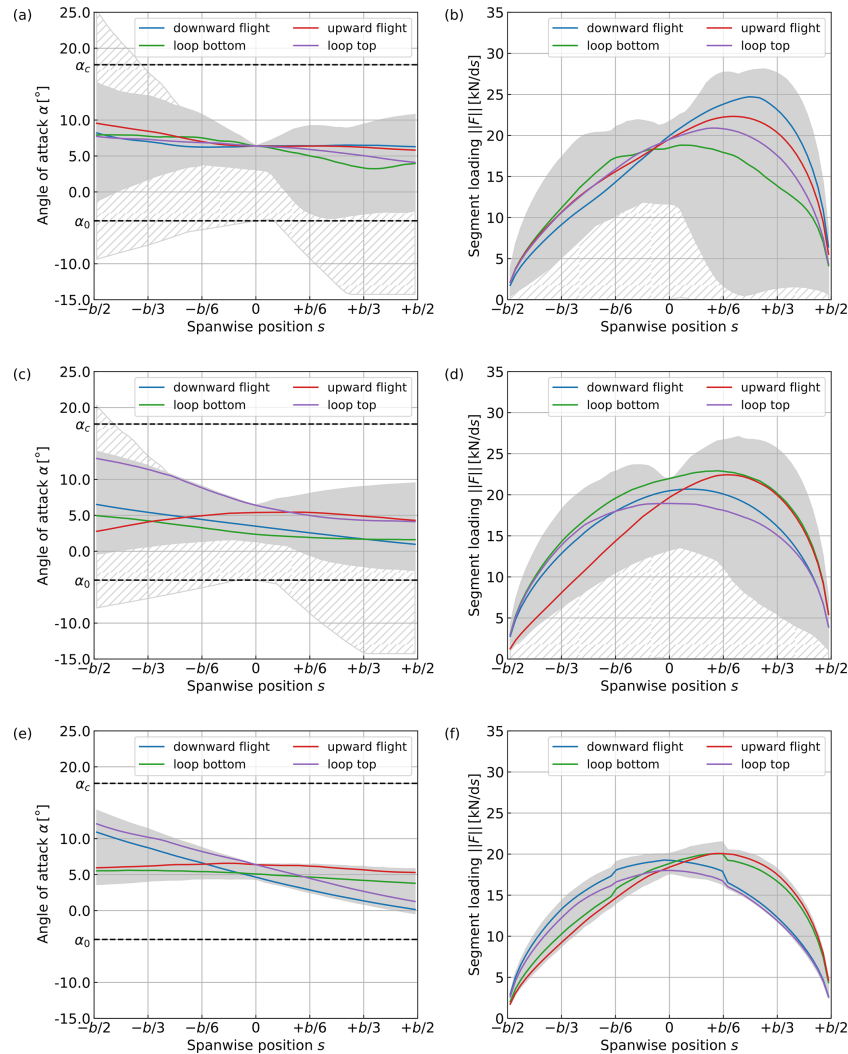 (a)
25.0
α_c
10.0
5.0
0.0
α_0
-10.0
-15.0
Angle of attack α [°]
downward flight upward flight
loop bottom loop top
−b/2 −b/3 −b/6 0 +b/6 +b/3 +b/2
Spanwise position s
(b)
35
30
25
20
15
10
5
0
Segment loading ||F|| [kN/ds]
downward flight upward flight
loop bottom loop top
−b/2 −b/3 −b/6 0 +b/6 +b/3 +b/2
Spanwise position s
(c)
25.0
20.0
α_c
10.0
5.0
0.0
α_0
-10.0
-15.0
Angle of attack α [°]
downward flight upward flight
loop bottom loop top
−b/2 −b/3 −b/6 0 +b/6 +b/3 +b/2
Spanwise position s
(d)
35
30
25
20
15
10
5
0
Segment loading ||F|| [kN/ds]
downward flight upward flight
loop bottom loop top
−b/2 −b/3 −b/6 0 +b/6 +b/3 +b/2
Spanwise position s
(e)
25.0
20.0
α_c
10.0
5.0
0.0
α_0
-10.0
-15.0
Angle of attack α [°]
downward flight upward flight
loop bottom loop top
−b/2 −b/3 −b/6 0 +b/6 +b/3 +b/2
Spanwise position s
(f)
35
30
25
20
15
10
5
0
Segment loading ||F|| [kN/ds]
downward flight upward flight
loop bottom loop top
−b/2 −b/3 −b/6 0 +b/6 +b/3 +b/2
Spanwise position s